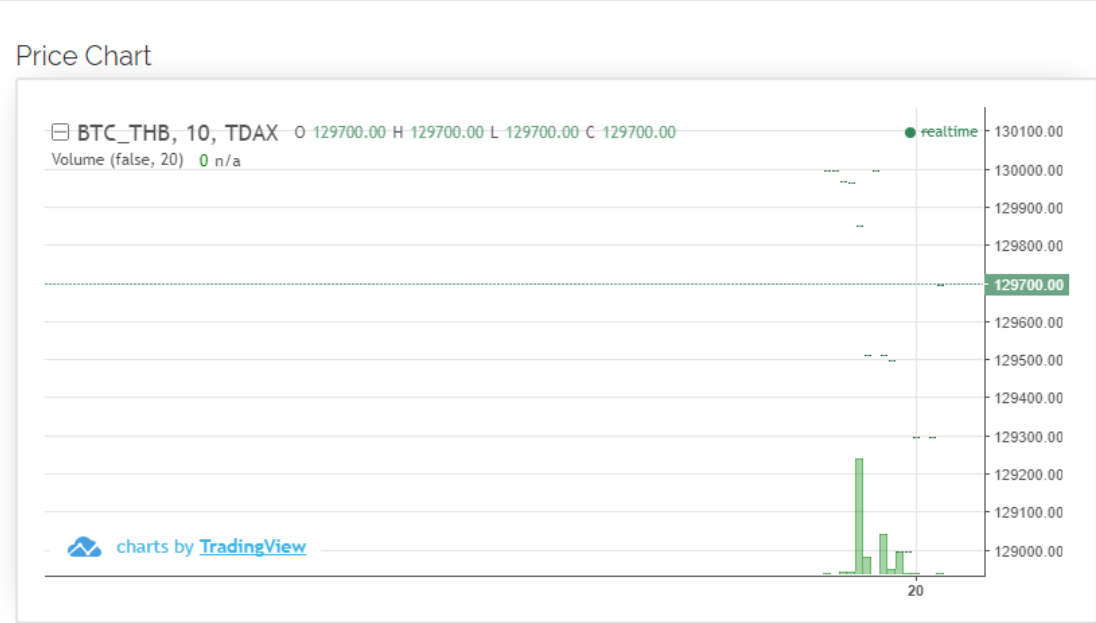 Price Chart
BTC_THB, 10, TDAX O 129700.00 H 129700.00 L 129700.00 C 129700.00
realtime
Volume (false, 20) 0 n/a
130100.00
130000.00
129900.00
129800.00
129700.00
129600.00
129500.00
129400.00
129300.00
129200.00
129100.00
129000.00
charts by TradingView
20